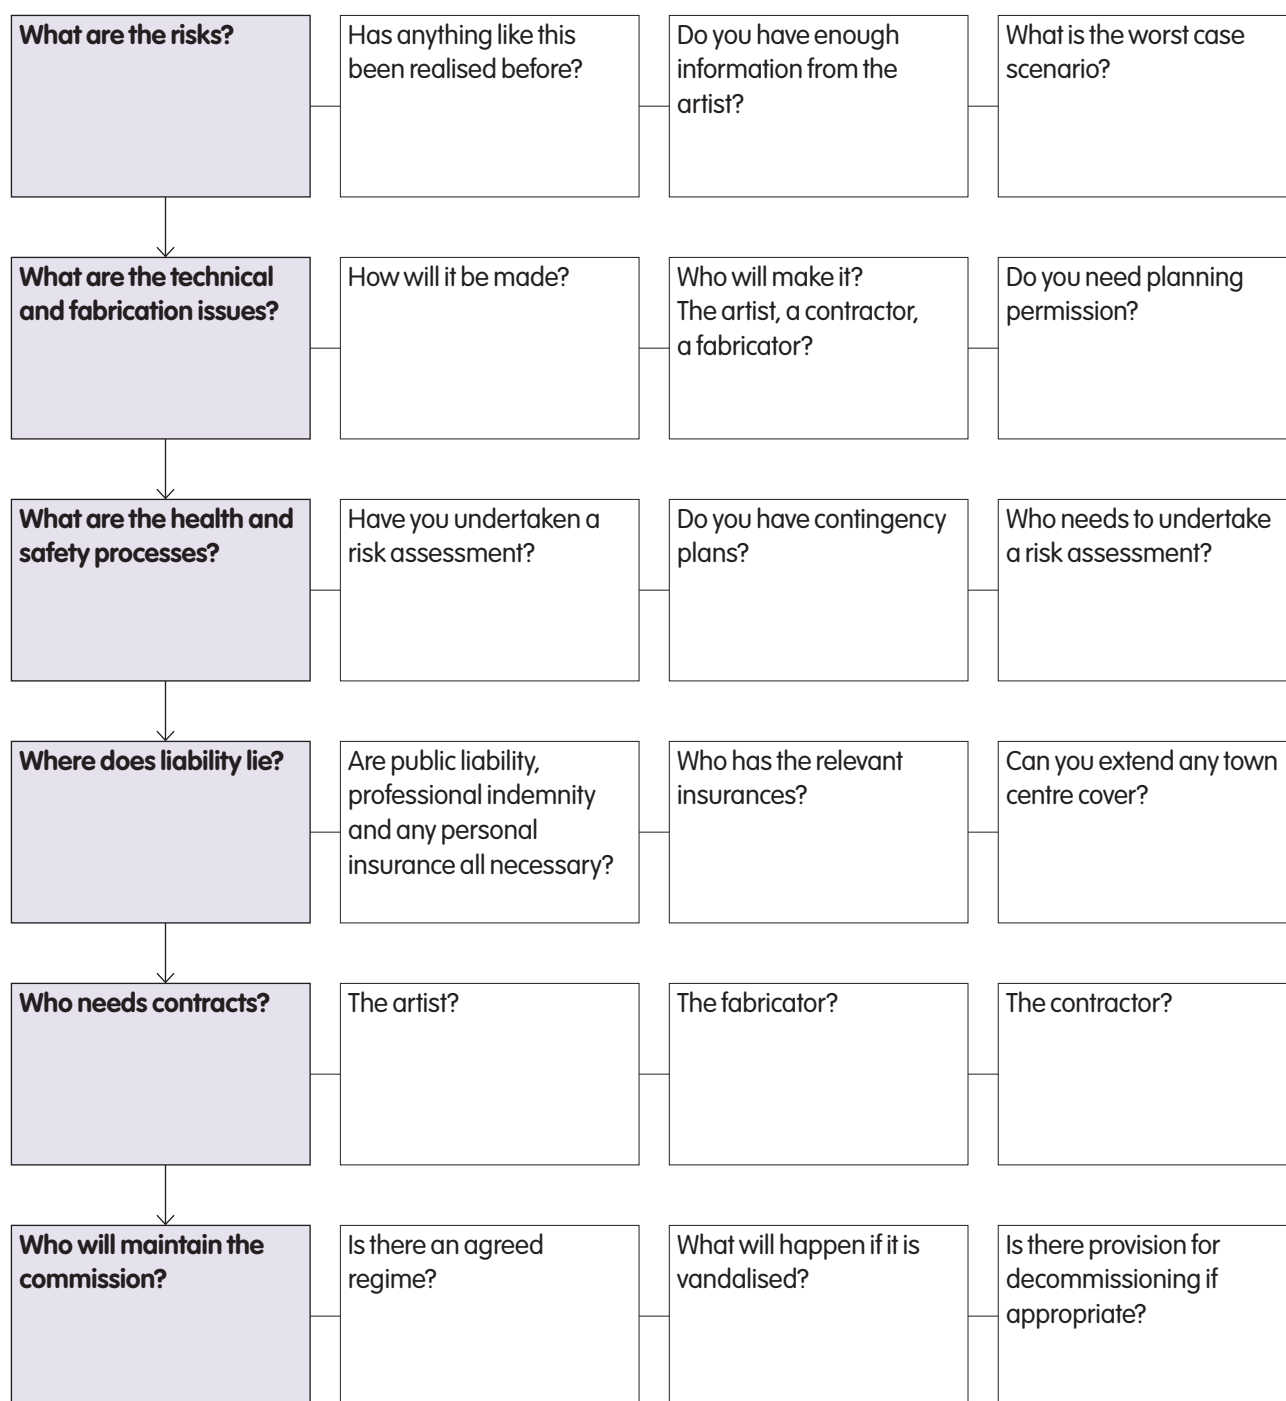 What are the risks?
Has anything like this
been realised before?
Do you have enough
information from the
artist?
What is the worst case
scenario?
What are the technical
and fabrication issues?
How will it be made?
Who will make it?
The artist, a contractor,
a fabricator?
Do you need planning
permission?
What are the health and
safety processes?
Have you undertaken a
risk assessment?
Do you have contingency
plans?
Who needs to undertake
a risk assessment?
Where does liability lie?
Are public liability,
professional indemnity
and any personal
insurance all necessary?
Who has the relevant
insurances?
Can you extend any town
centre cover?
Who needs contracts?
The artist?
The fabricator?
The contractor?
Who will maintain the
commission?
Is there an agreed
regime?
What will happen if it is
vandalised?
Is there provision for
decommissioning if
appropriate?